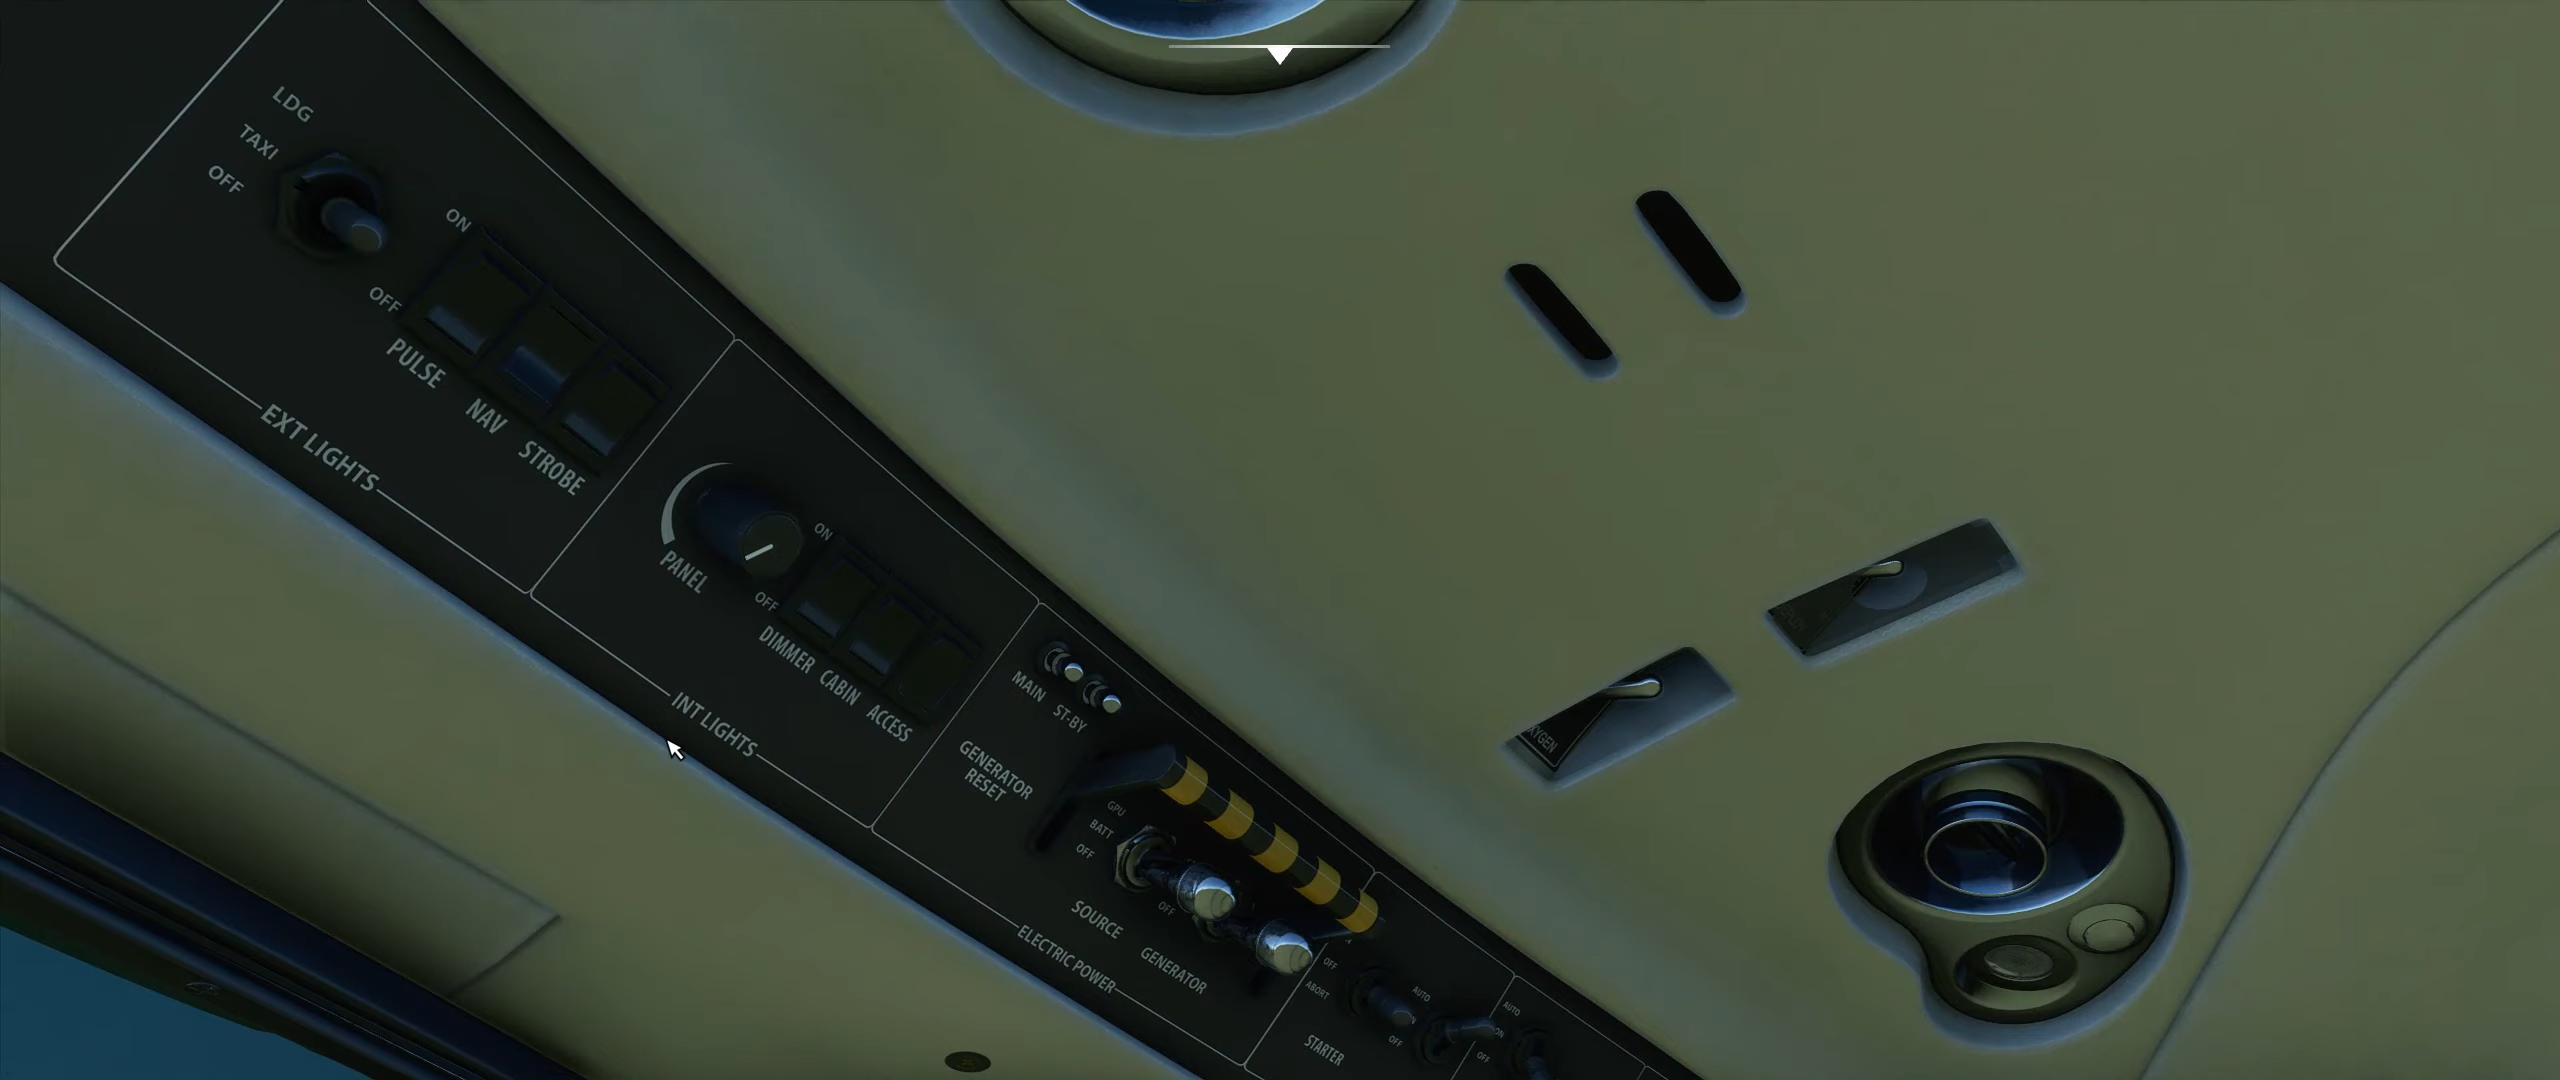 LDG
TAXI
OFF
ON
OFF
PULSE
NAV
STROBE
EXT LIGHTS
PANEL
ON
OFF
DIMMER
CABIN
ACCESS
INT LIGHTS
MAIN
ST-BY
GENERATOR
RESET
GPU
BATT
OFF
OFF
SOURCE
GENERATOR
ELECTRIC POWER
OFF
ABORT
STARTER
AUTO
OFF
AUTO
ON
OFF